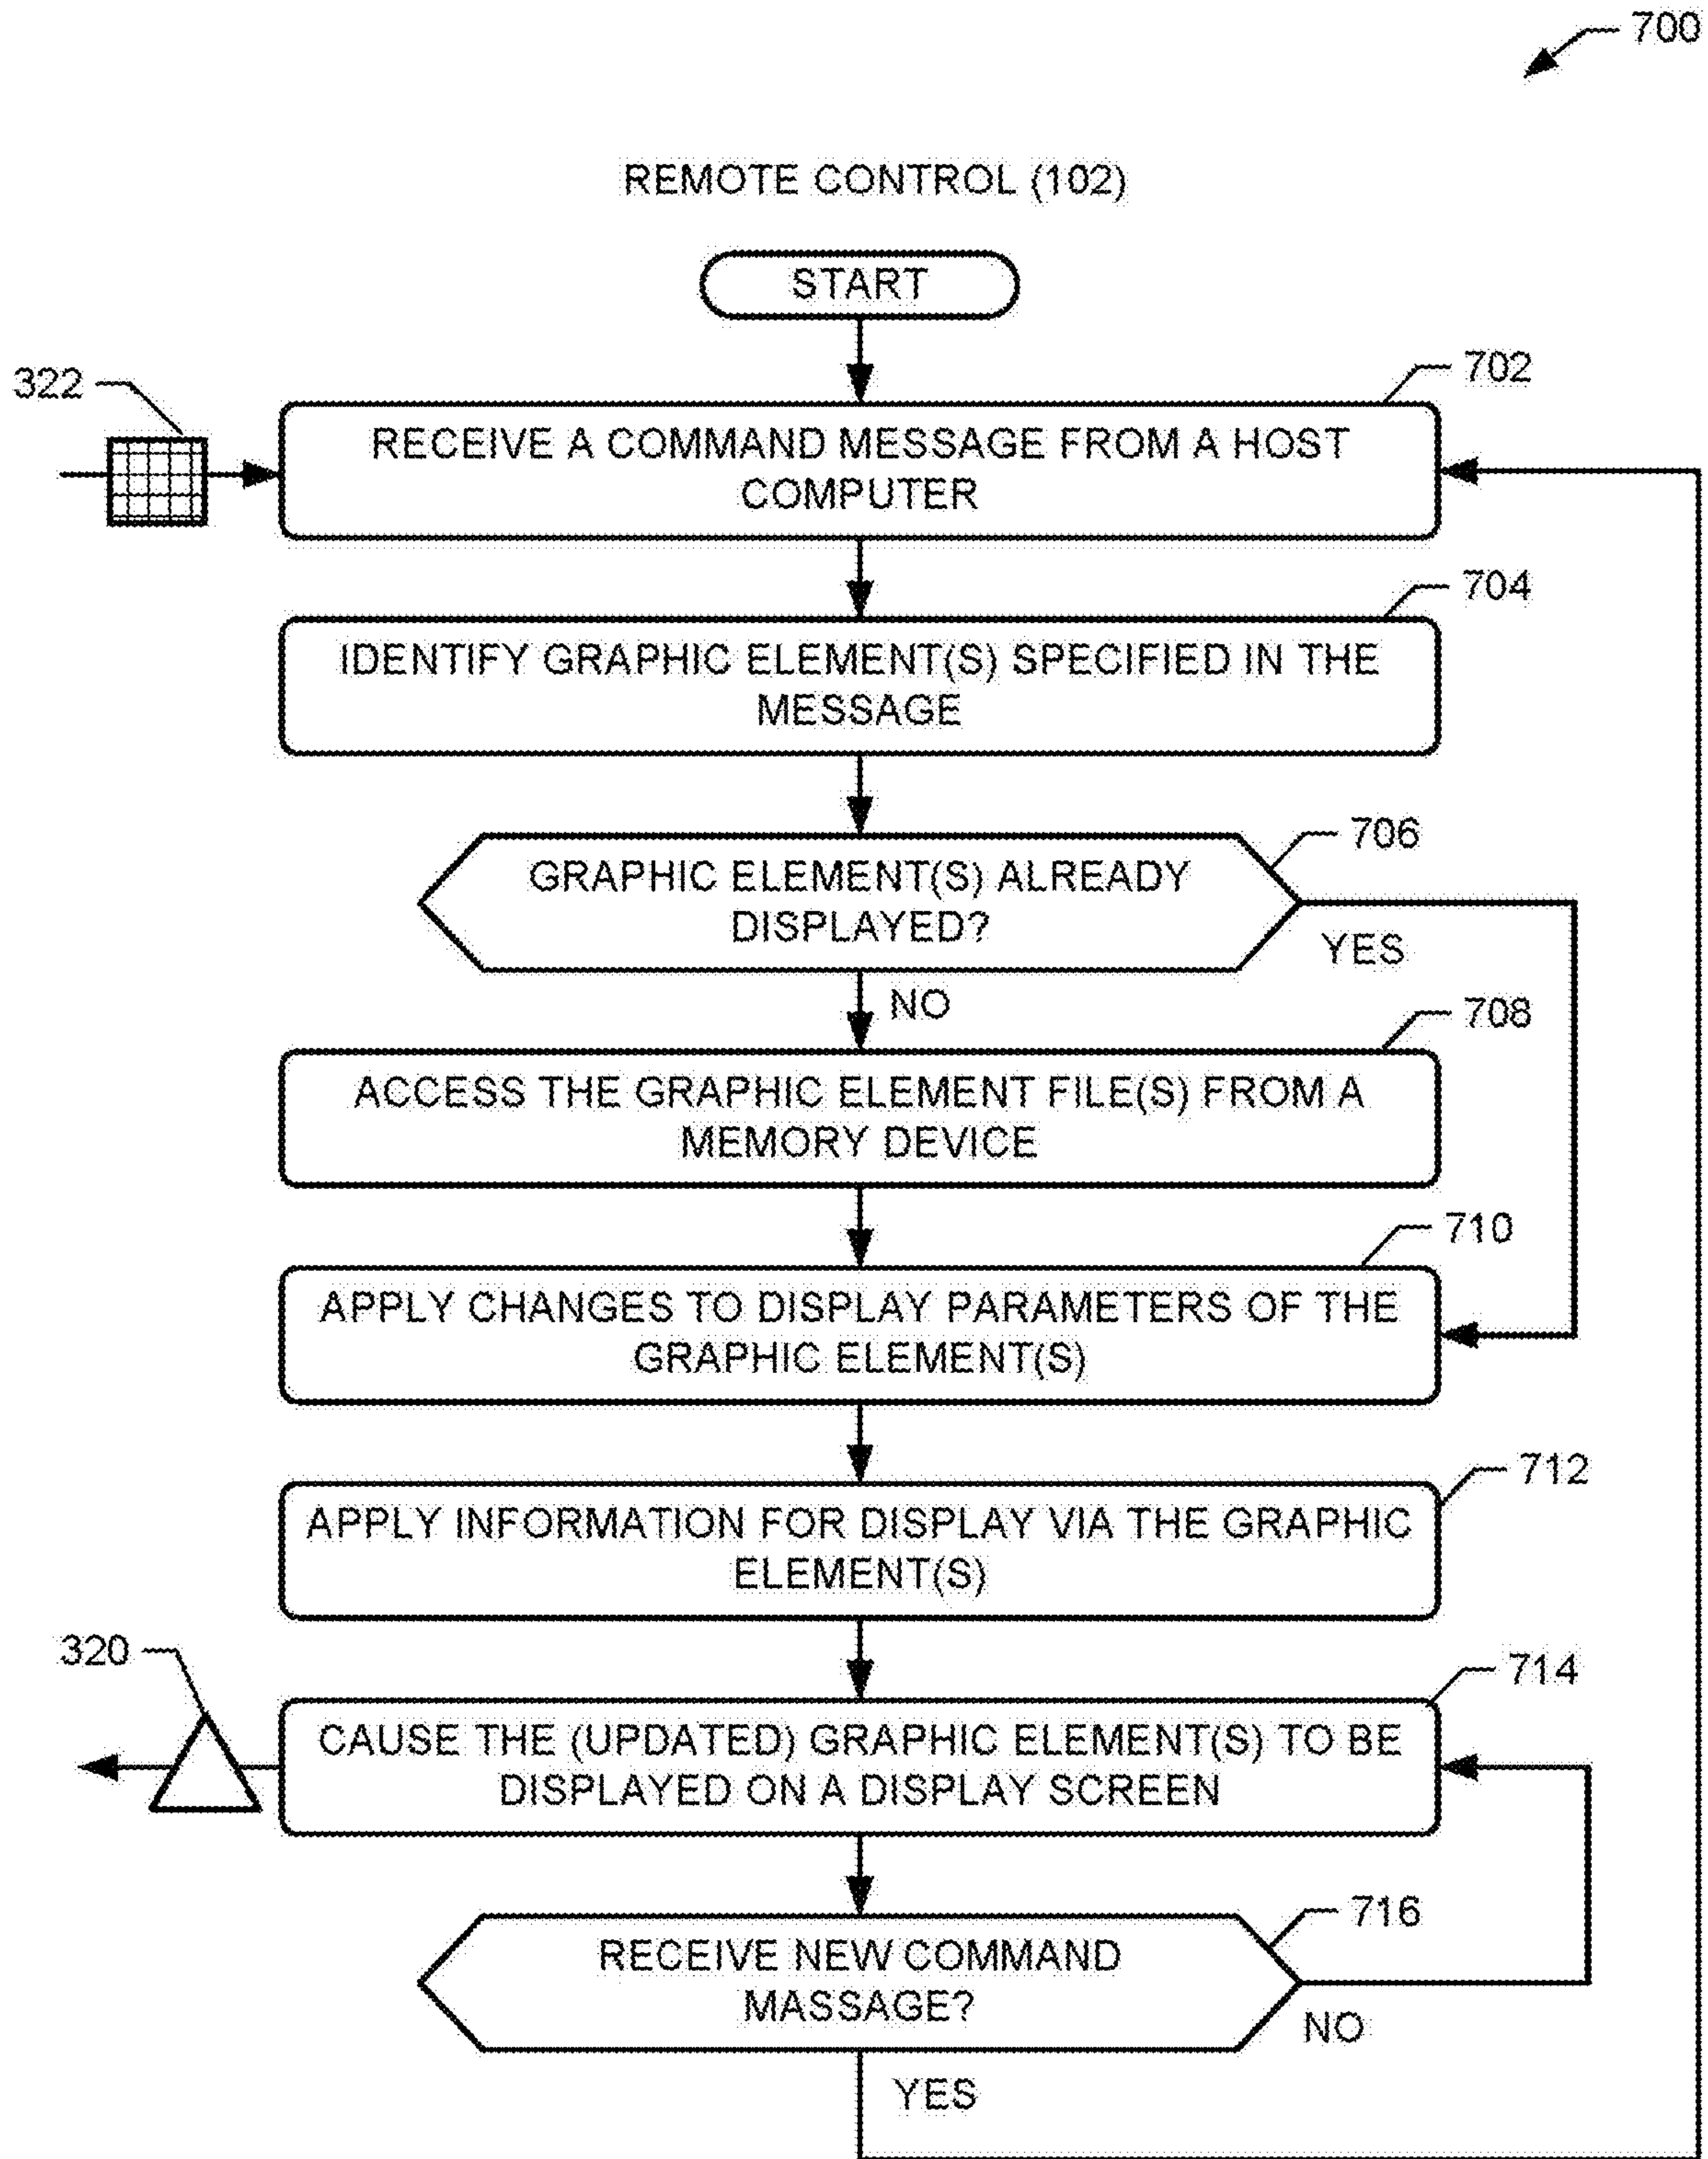 700
REMOTE CONTROL (102)
START
322
702
RECEIVE A COMMAND MESSAGE FROM A HOST
COMPUTER
704
IDENTIFY GRAPHIC ELEMENT(S) SPECIFIED IN THE
MESSAGE
706
GRAPHIC ELEMENT(S) ALREADY
DISPLAYED?
YES
NO
708
ACCESS THE GRAPHIC ELEMENT FILE(S) FROM A
MEMORY DEVICE
710
APPLY CHANGES TO DISPLAY PARAMETERS OF THE
GRAPHIC ELEMENT(S)
712
APPLY INFORMATION FOR DISPLAY VIA THE GRAPHIC
ELEMENT(S)
320
714
CAUSE THE (UPDATED) GRAPHIC ELEMENT(S) TO BE
DISPLAYED ON A DISPLAY SCREEN
716
RECEIVE NEW COMMAND
MASSAGE?
NO
YES